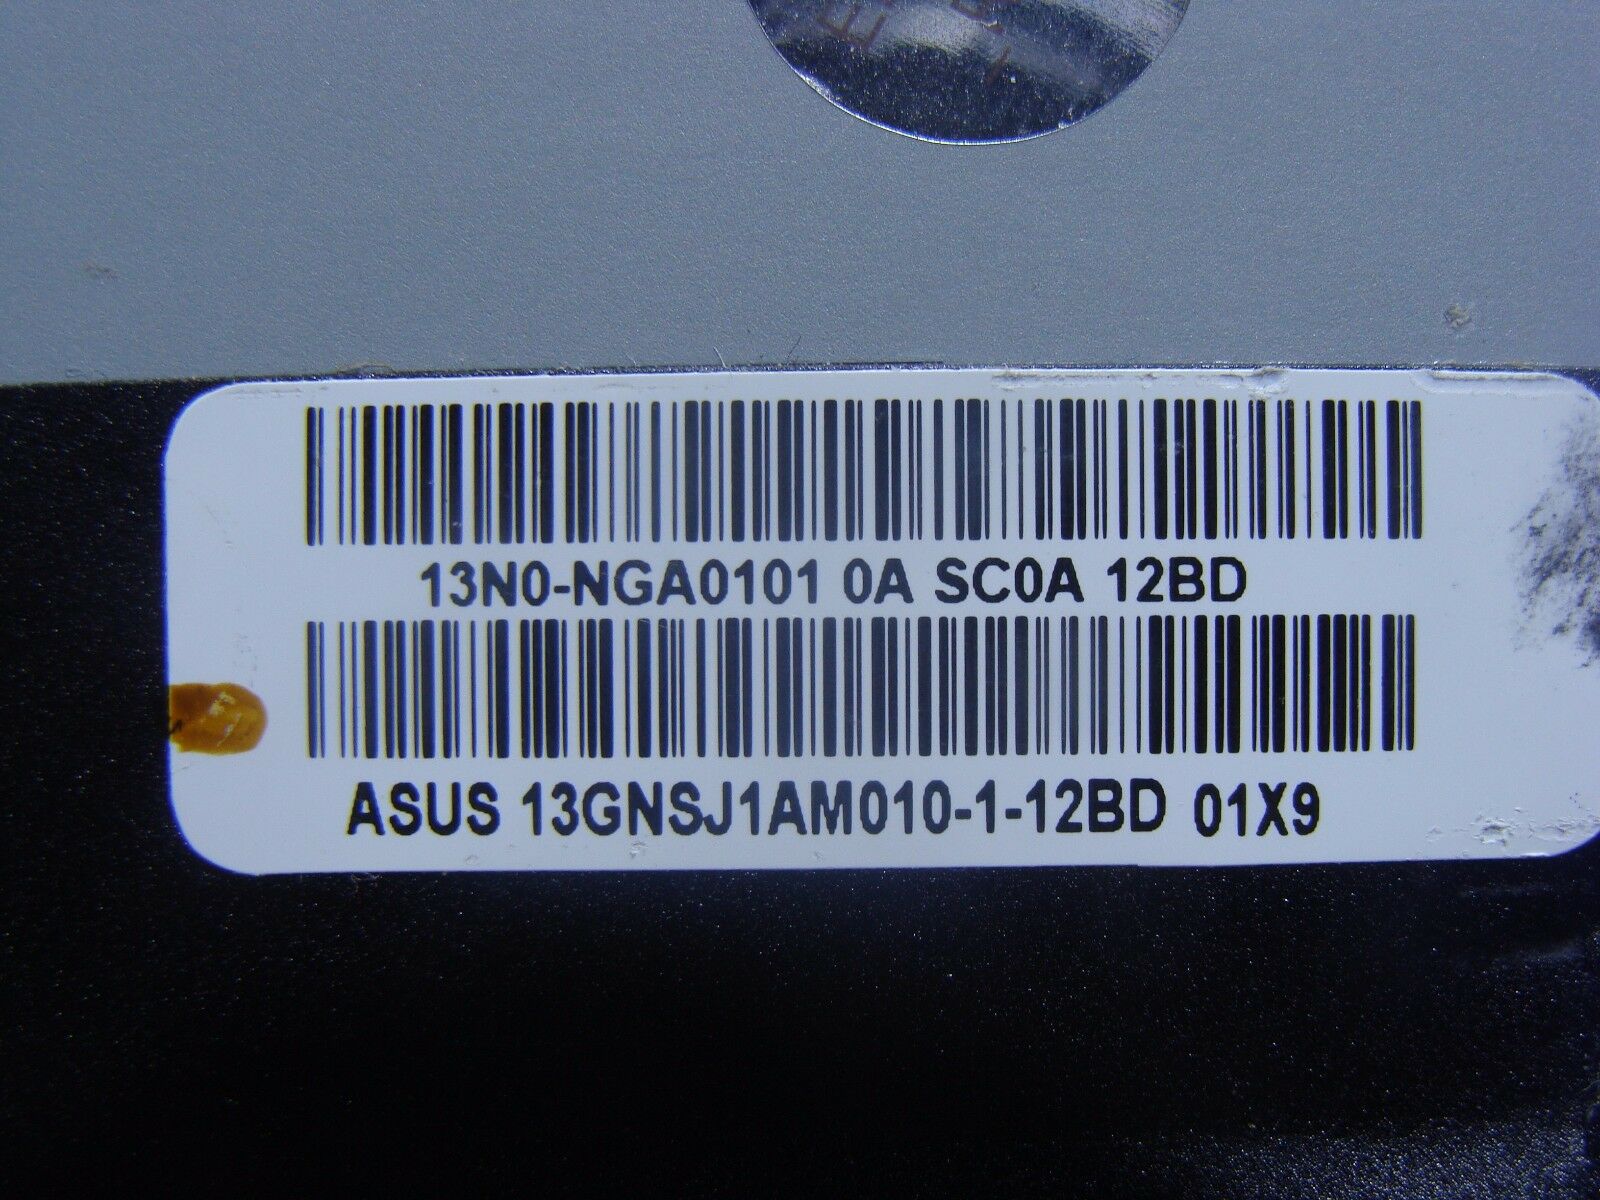 13N0-NGA0101 0A SC0A 12BD
ASUS 13GNSJ1AM010-1-12BD 01X9